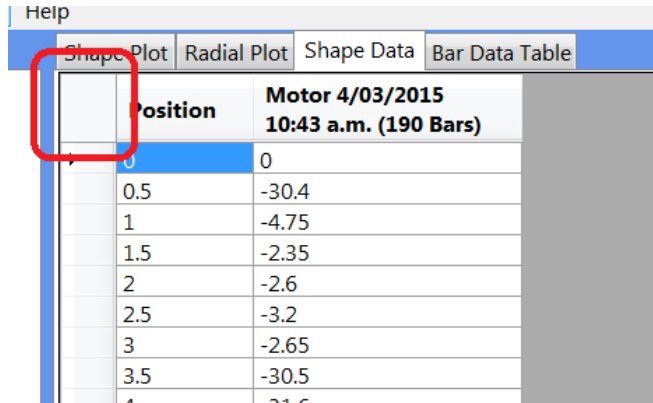 Help
Shape Plot Radial Plot Shape Data Bar Data Table
Position Motor 4/03/2015
10:43 a.m. (190 Bars)
0 0
0.5 -30.4
1 -4.75
1.5 -2.35
2 -2.6
2.5 -3.2
3 -2.65
3.5 -30.5